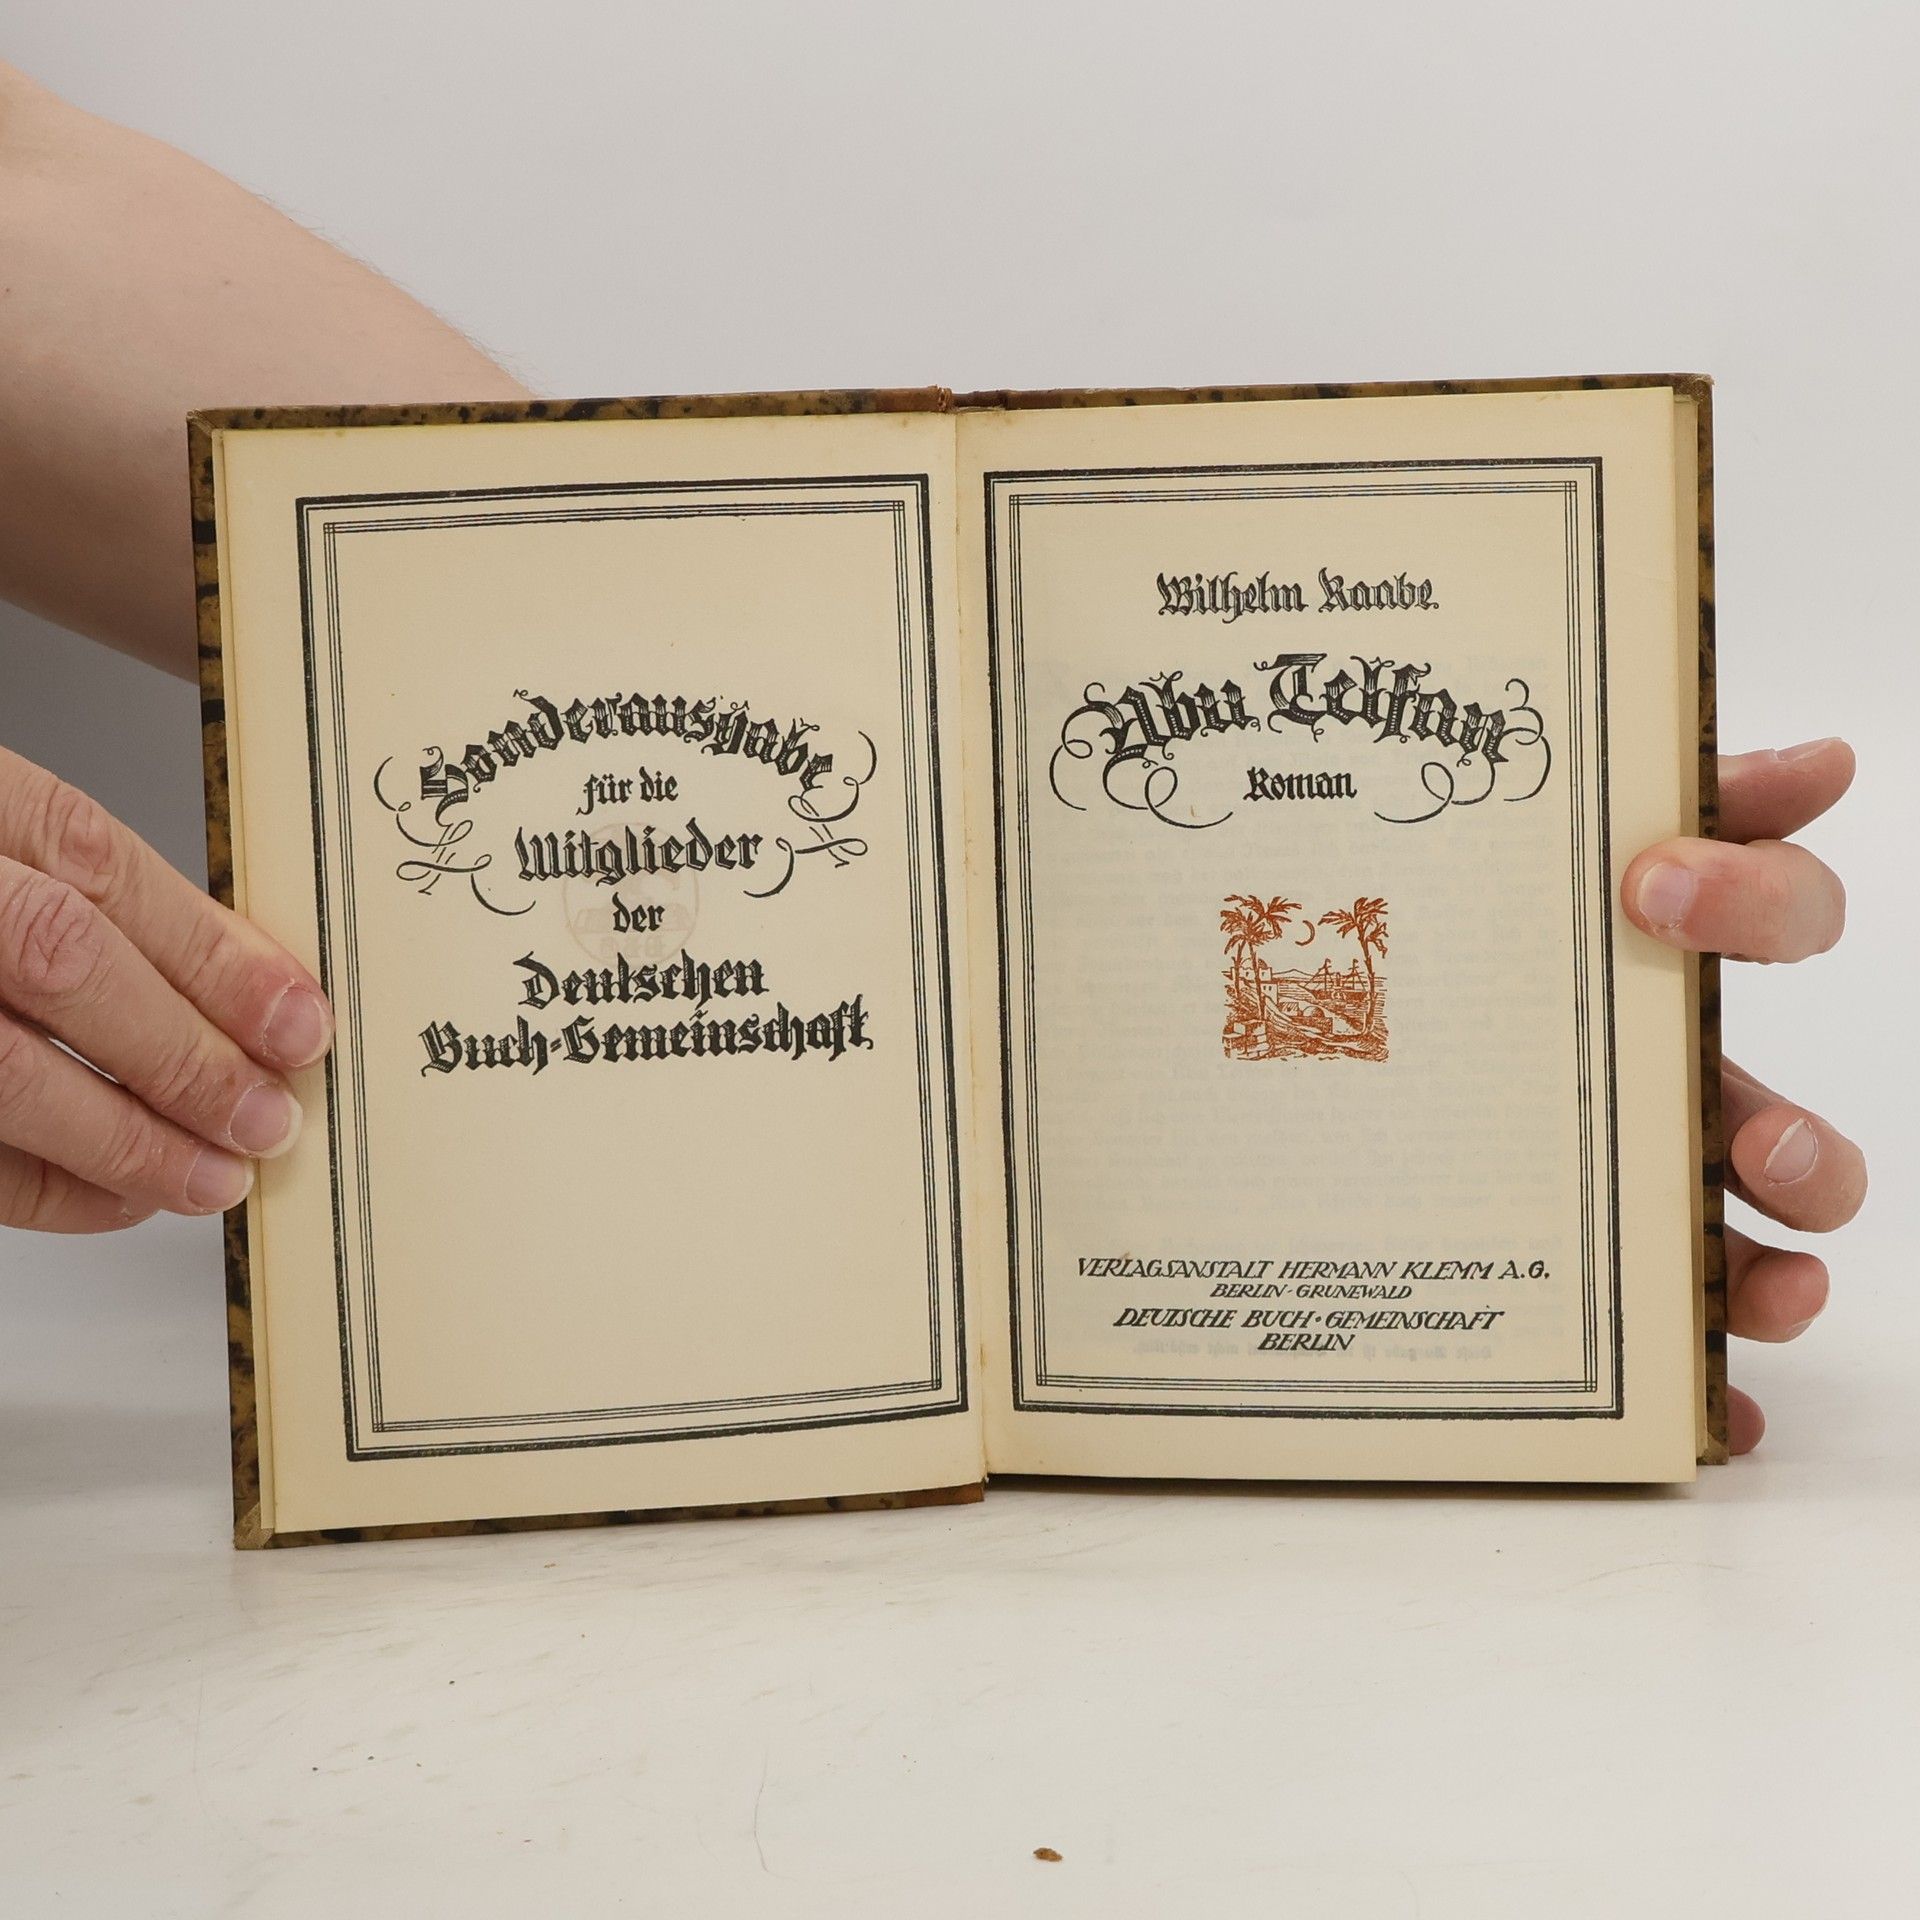 Sonderausgabe
für die
Mitglieder
der
Deutschen
Buch-Gemeinschaft
Wilhelm Raabe
Abu Telfan
Roman
VERLAGSANSTALT HERMANN KLEMM A.G.
BERLIN-GRUNEWALD
DEUTSCHE BUCH-GEMEINSCHAFT
BERLIN